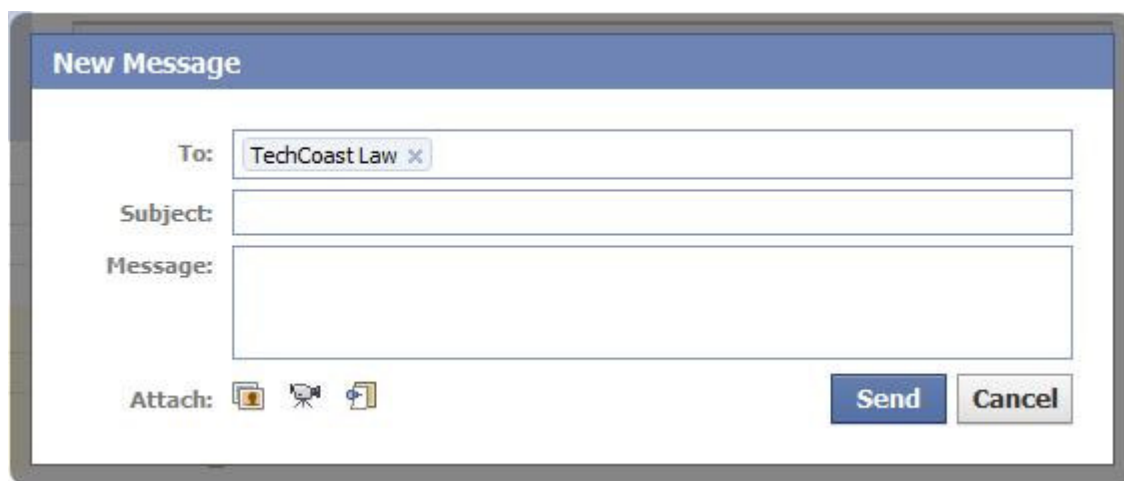 New Message
To: TechCoast Law
Subject:
Message:
Attach: Send Cancel